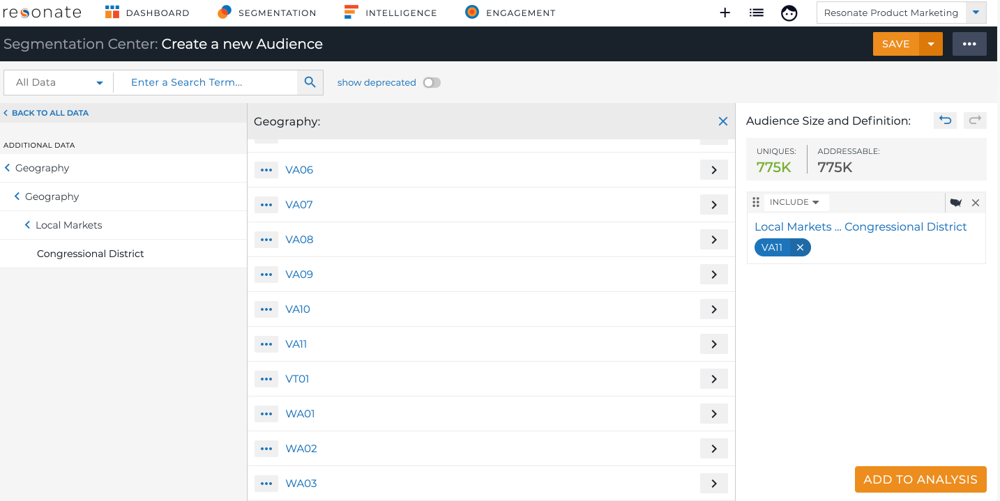 resonate
DASHBOARD
SEGMENTATION
INTELLIGENCE
ENGAGEMENT
Resonate Product Marketing
Segmentation Center: Create a new Audience
SAVE
All Data
Enter a Search Term...
show deprecated
BACK TO ALL DATA
ADDITIONAL DATA
Geography
Geography
Local Markets
Congressional District
Geography:
VA06
VA07
VA08
VA09
VA10
VA11
VT01
WA01
WA02
WA03
Audience Size and Definition:
UNIQUES:
775K
ADDRESSABLE:
775K
INCLUDE
Local Markets ... Congressional District
VA11
ADD TO ANALYSIS